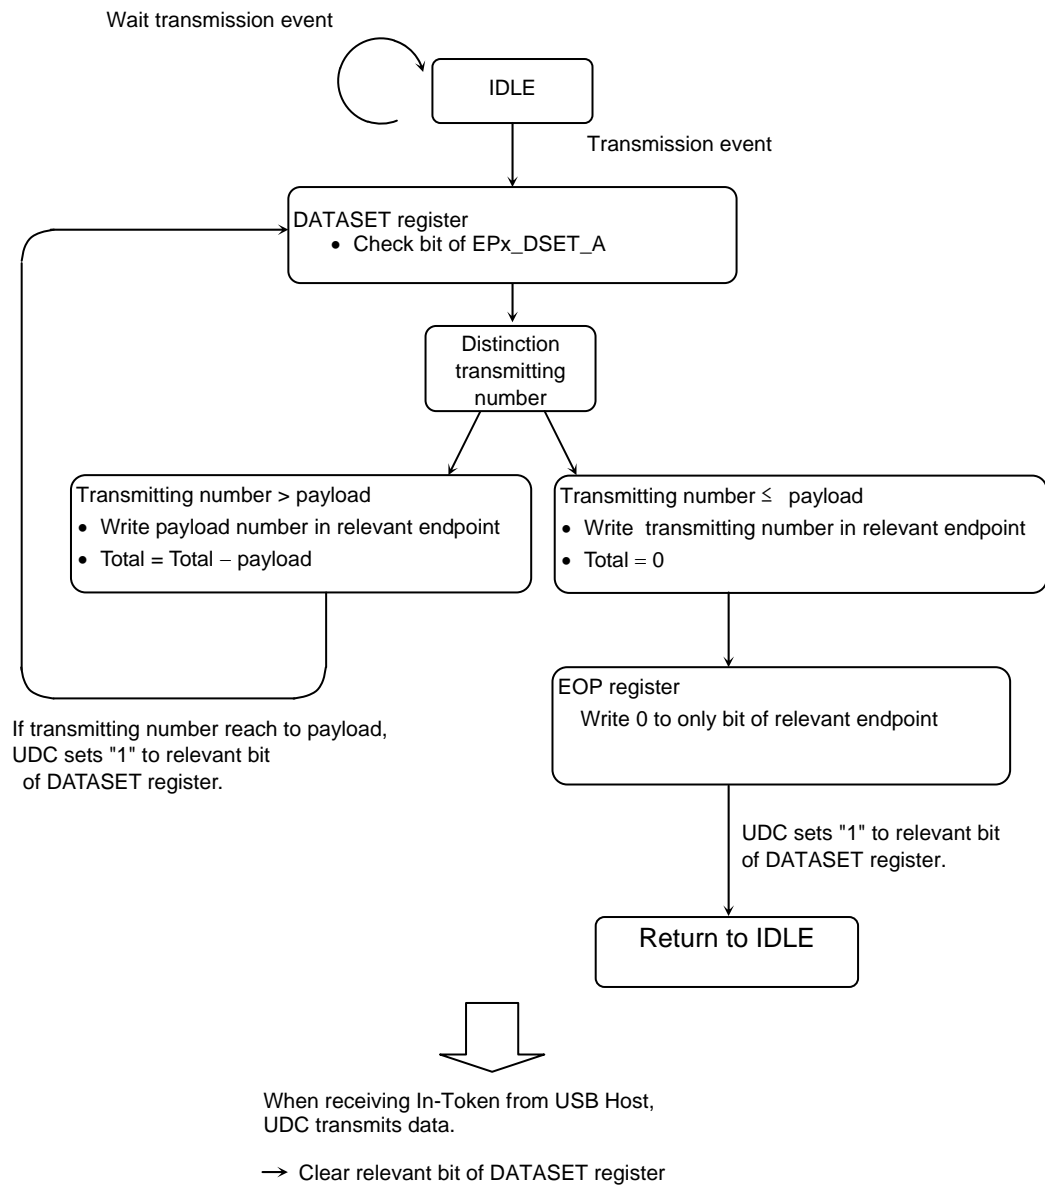 Wait transmission event
IDLE
Transmission event
DATASET register
• Check bit of EPx_DSET_A
Distinction
transmitting
number
Transmitting number > payload
• Write payload number in relevant endpoint
• Total = Total − payload
Transmitting number ≤ payload
• Write transmitting number in relevant endpoint
• Total = 0
EOP register
Write 0 to only bit of relevant endpoint
If transmitting number reach to payload,
UDC sets "1" to relevant bit
of DATASET register.
UDC sets "1" to relevant bit
of DATASET register.
Return to IDLE
When receiving In-Token from USB Host,
UDC transmits data.
→ Clear relevant bit of DATASET register